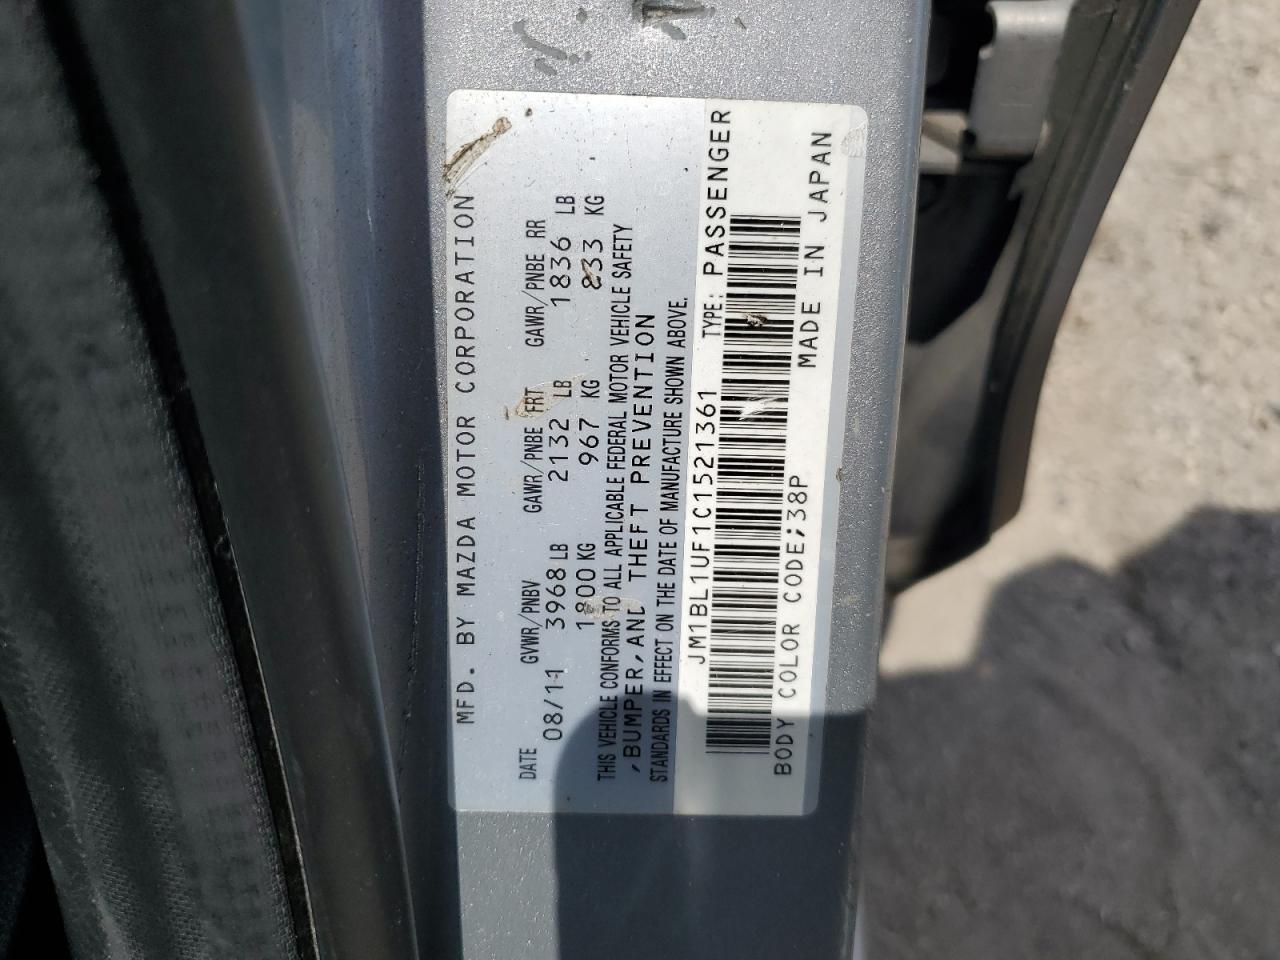 MFD. BY MAZDA MOTOR CORPORATION
DATE GVWR/PNBV GAWR/PNBE FRT GAWR/PNBE RR
08/11 3968 LB 2132 LB 1836 LB
1800 KG 967 KG 833 KG
THIS VEHICLE CONFORMS TO ALL APPLICABLE FEDERAL MOTOR VEHICLE SAFETY
,BUMPER,AND THEFT PREVENTION
STANDARDS IN EFFECT ON THE DATE OF MANUFACTURE SHOWN ABOVE.
JM1BL1UF1C1521361 TYPE: PASSENGER
BODY COLOR CODE;38P MADE IN JAPAN